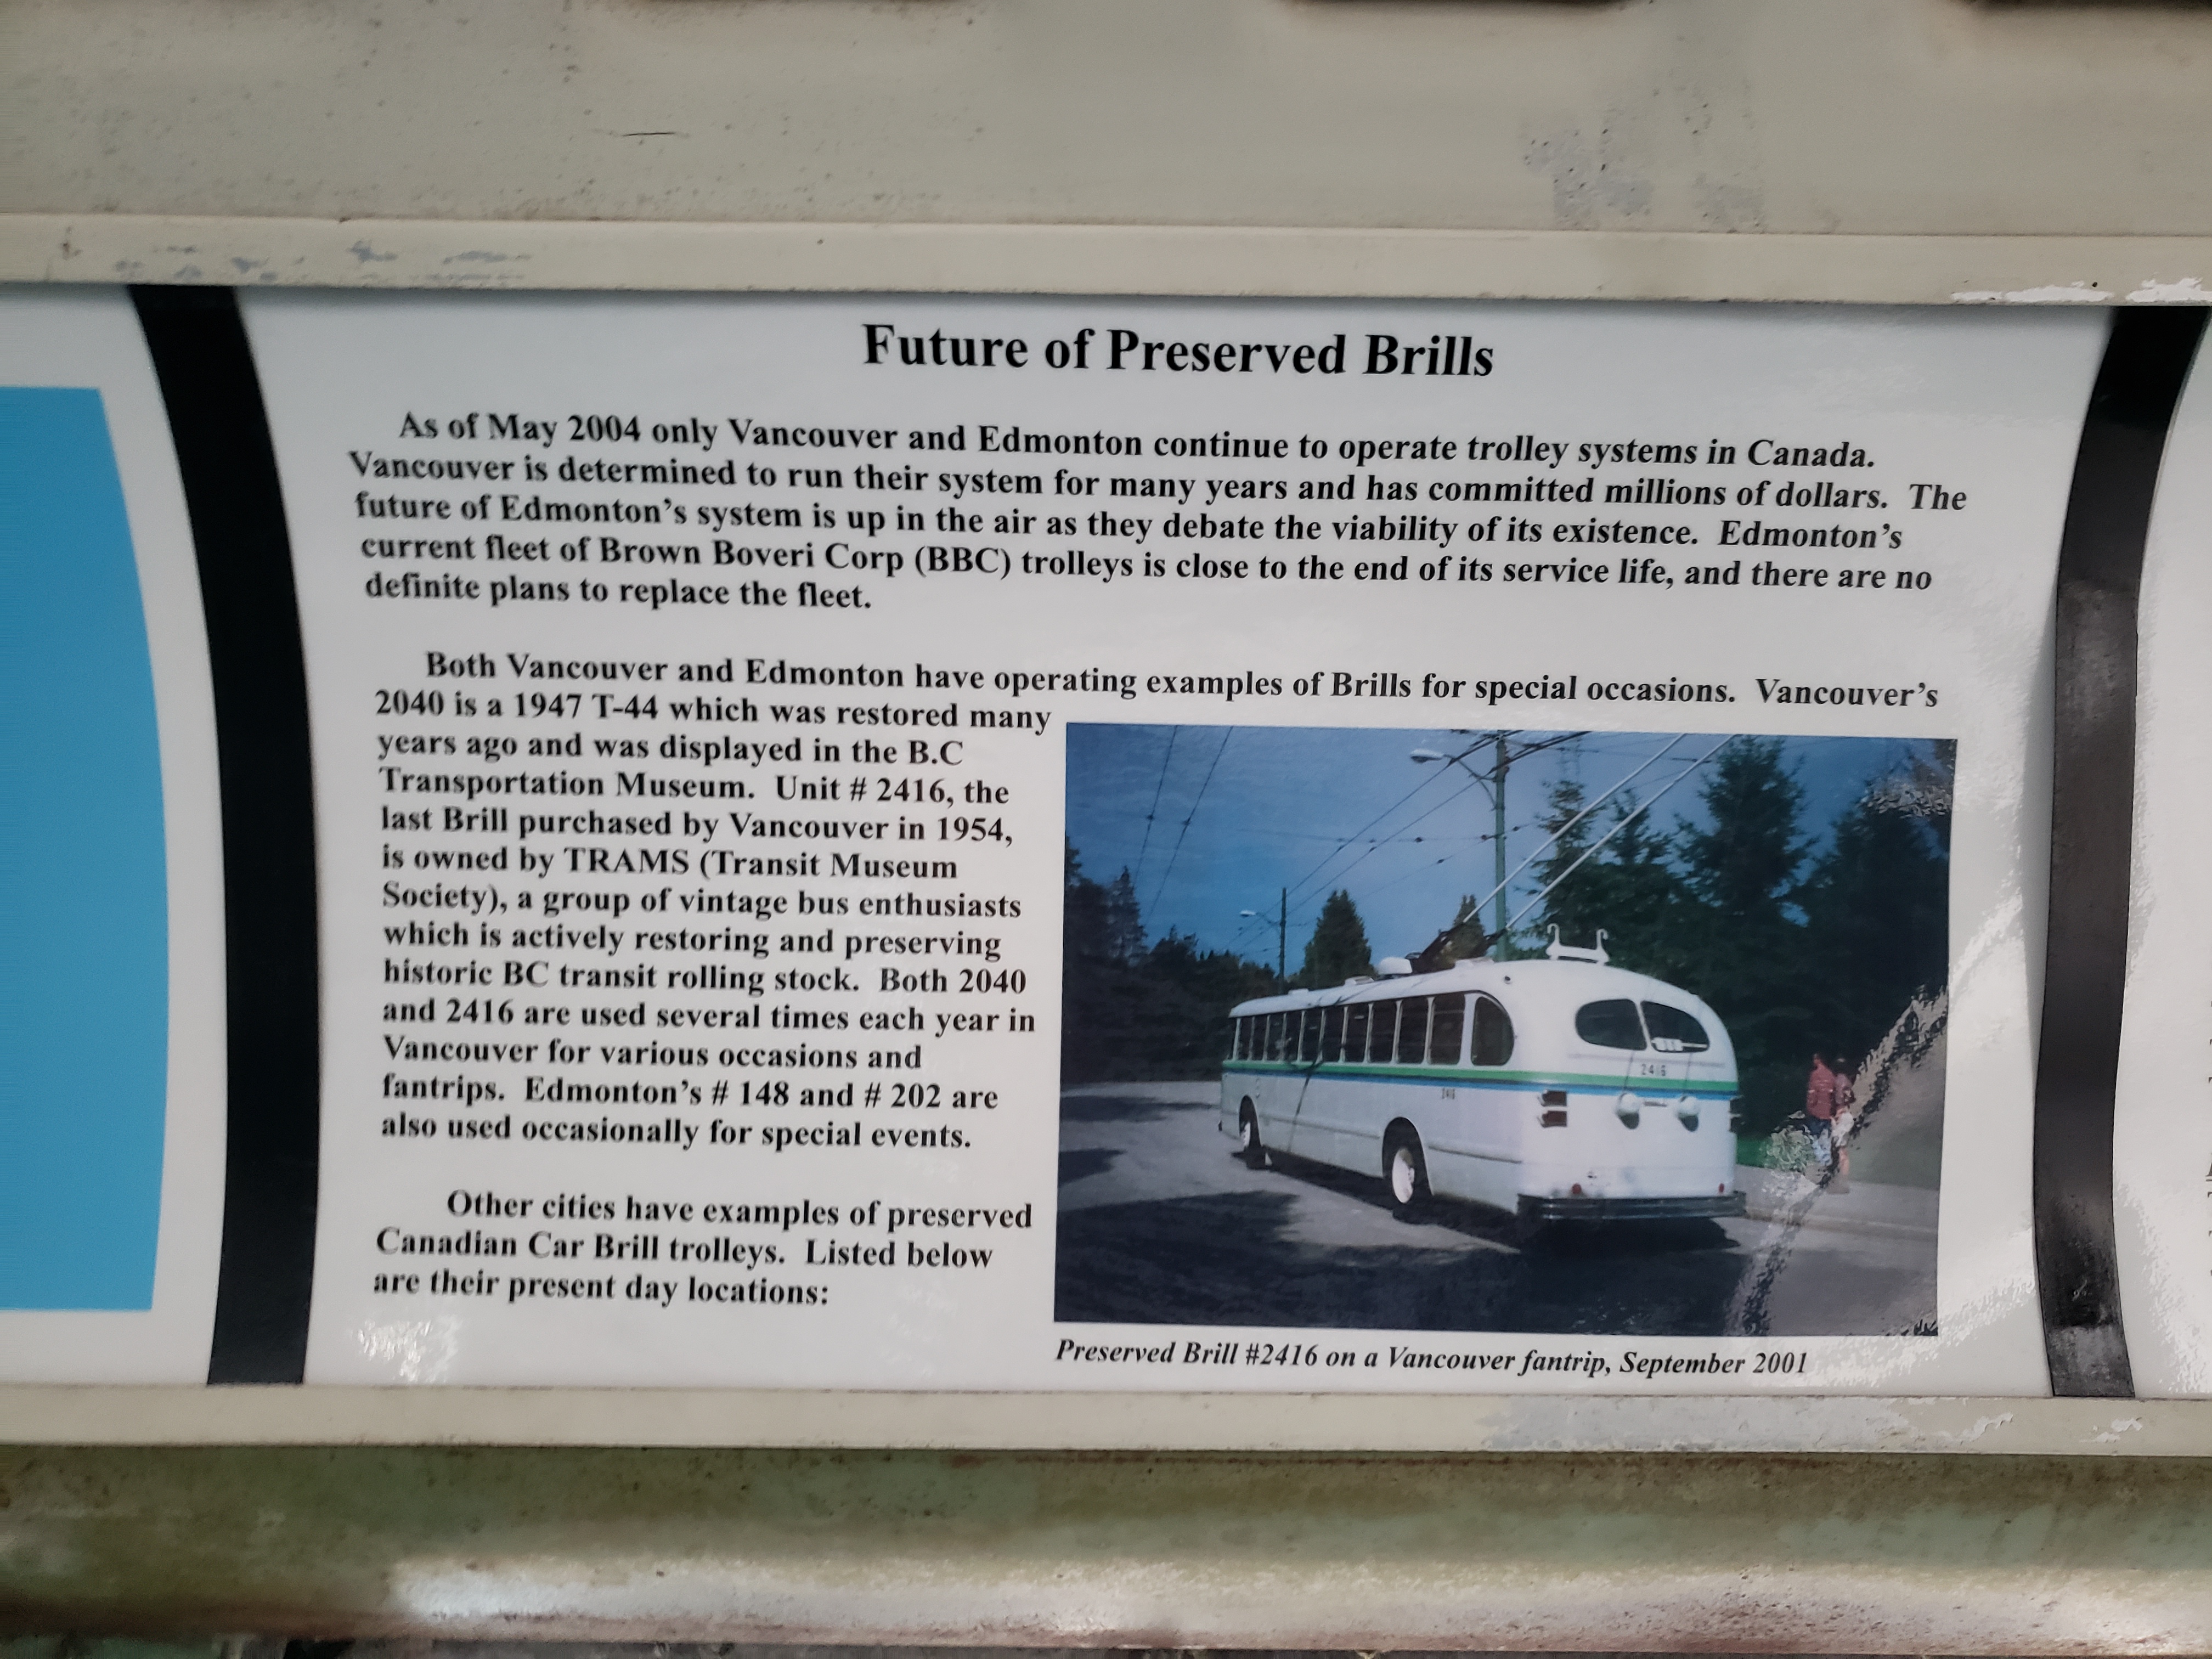 Future of Preserved Brills
As of May 2004 only Vancouver and Edmonton continue to operate trolley systems in Canada.
Vancouver is determined to run their system for many years and has committed millions of dollars. The
future of Edmonton's system is up in the air as they debate the viability of its existence. Edmonton's
current fleet of Brown Boveri Corp (BBC) trolleys is close to the end of its service life, and there are no
definite plans to replace the fleet.
Both Vancouver and Edmonton have operating examples of Brills for special occasions. Vancouver's
2040 is a 1947 T-44 which was restored many
years ago and was displayed in the B.C
Transportation Museum. Unit # 2416, the
last Brill purchased by Vancouver in 1954,
is owned by TRAMS (Transit Museum
Society), a group of vintage bus enthusiasts
which is actively restoring and preserving
historic BC transit rolling stock. Both 2040
and 2416 are used several times each year in
Vancouver for various occasions and
fantrips. Edmonton's # 148 and # 202 are
also used occasionally for special events.
Other cities have examples of preserved
Canadian Car Brill trolleys. Listed below
are their present day locations:
2416
2416
Preserved Brill #2416 on a Vancouver fantrip, September 2001